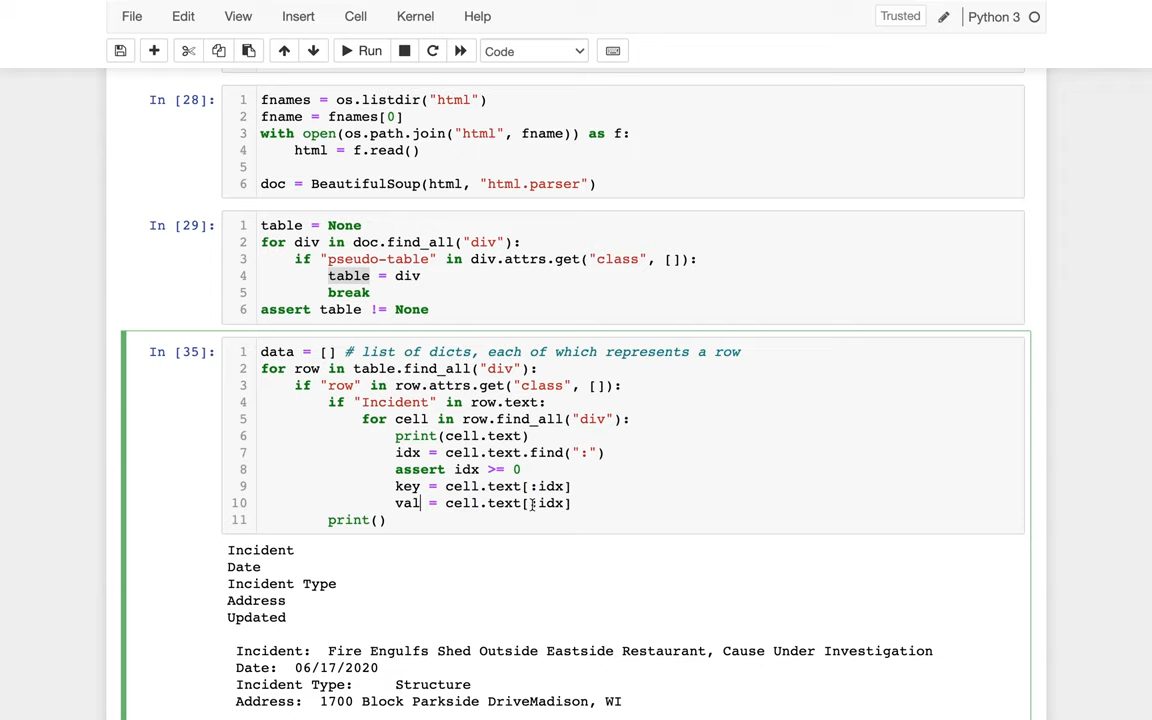 File Edit View Insert Cell Kernel Help Trusted Python 3
Run Code
In [28]: 1 fnames = os.listdir("html")
2 fname = fnames[0]
3 with open(os.path.join("html", fname)) as f:
4 html = f.read()
5
6 doc = BeautifulSoup(html, "html.parser")
In [29]: 1 table = None
2 for div in doc.find_all("div"):
3 if "pseudo-table" in div.attrs.get("class", []):
4 table = div
5 break
6 assert table != None
In [35]: 1 data = [] # list of dicts, each of which represents a row
2 for row in table.find_all("div"):
3 if "row" in row.attrs.get("class", []):
4 if "Incident" in row.text:
5 for cell in row.find_all("div"):
6 print(cell.text)
7 idx = cell.text.find(":")
8 assert idx >= 0
9 key = cell.text[:idx]
10 val = cell.text[:idx]
11 print()
Incident
Date
Incident Type
Address
Updated
Incident: Fire Engulfs Shed Outside Eastside Restaurant, Cause Under Investigation
Date: 06/17/2020
Incident Type: Structure
Address: 1700 Block Parkside DriveMadison, WI